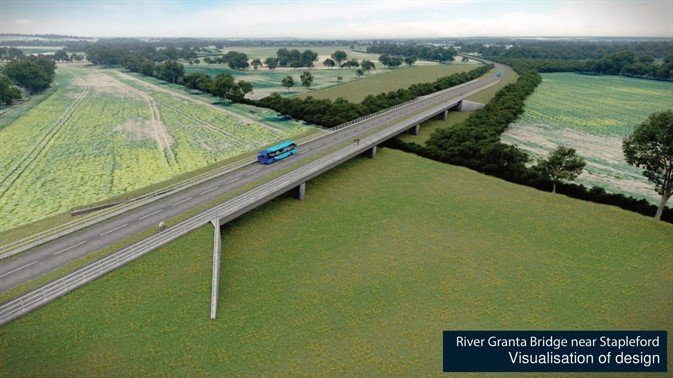 River Granta Bridge near Stapleford
Visualisation of design